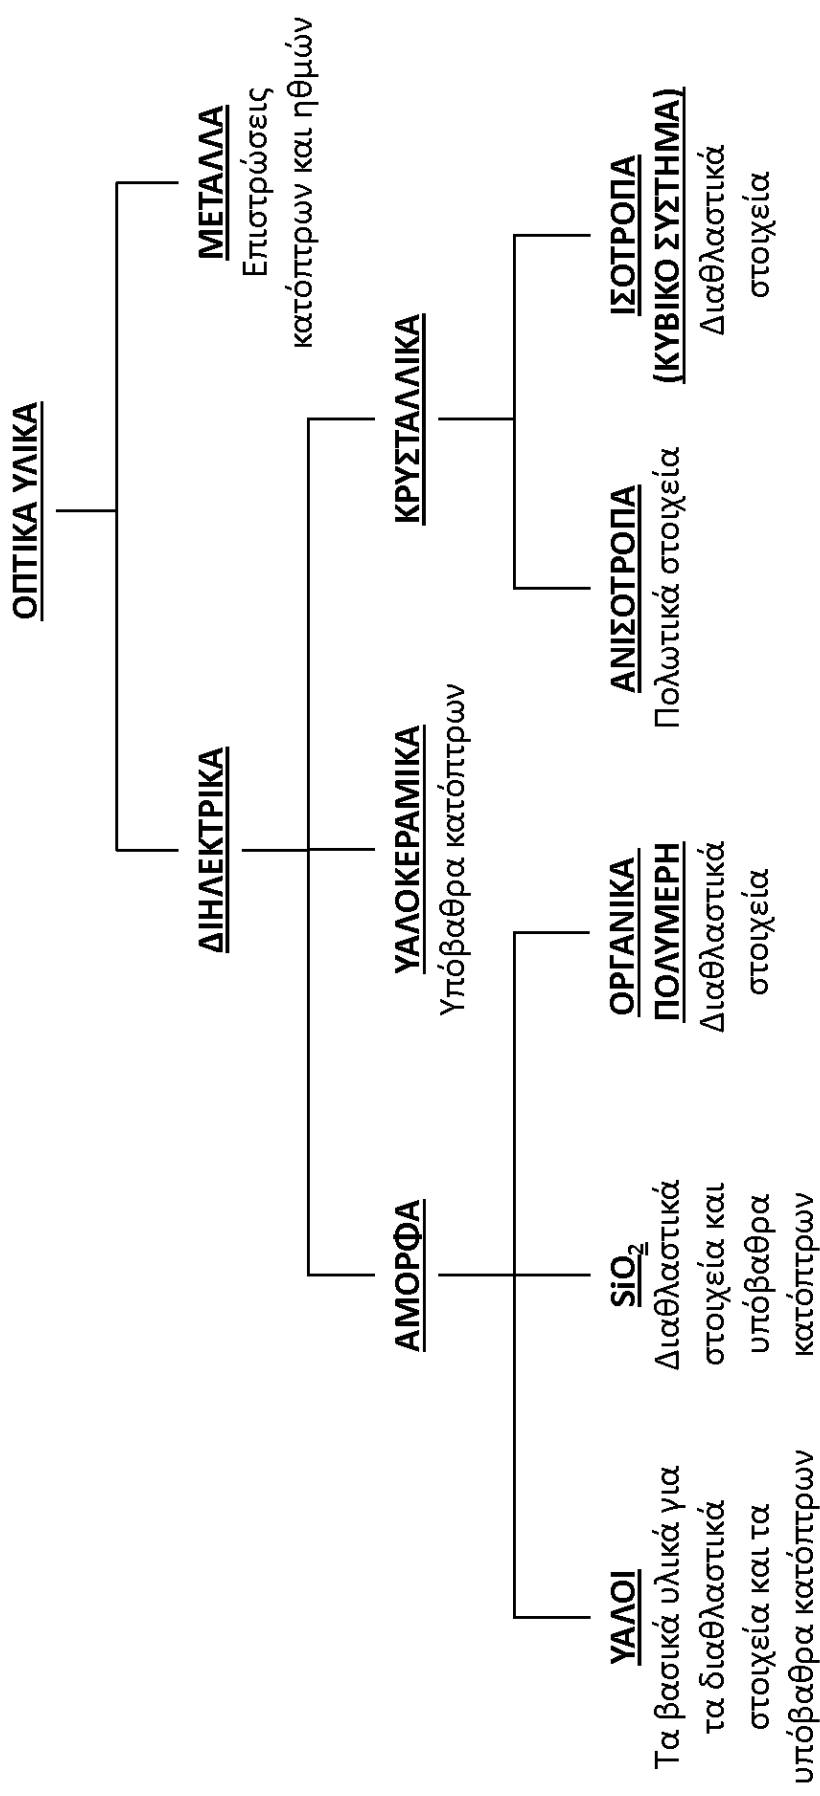 ΟΠΤΙΚΑ ΥΛΙΚΑ
ΔΙΗΛΕΚΤΡΙΚΑ
ΜΕΤΑΛΛΑ
Επιστρώσεις
κατόπτρων και ηθμών
ΑΜΟΡΦΑ
ΥΑΛΟΚΕΡΑΜΙΚΑ
Υπόβαθρα κατόπτρων
ΚΡΥΣΤΑΛΛΙΚΑ
ΥΑΛΟΙ
Τα βασικά υλικά για
τα διαθλαστικά
στοιχεία και τα
υπόβαθρα κατόπτρων
SiO₂
Διαθλαστικά
στοιχεία και
υπόβαθρα
κατόπτρων
ΟΡΓΑΝΙΚΑ
ΠΟΛΥΜΕΡΗ
Διαθλαστικά
στοιχεία
ΑΝΙΣΟΤΡΟΠΑ
Πολωτικά στοιχεία
ΙΣΟΤΡΟΠΑ
(ΚΥΒΙΚΟ ΣΥΣΤΗΜΑ)
Διαθλαστικά
στοιχεία